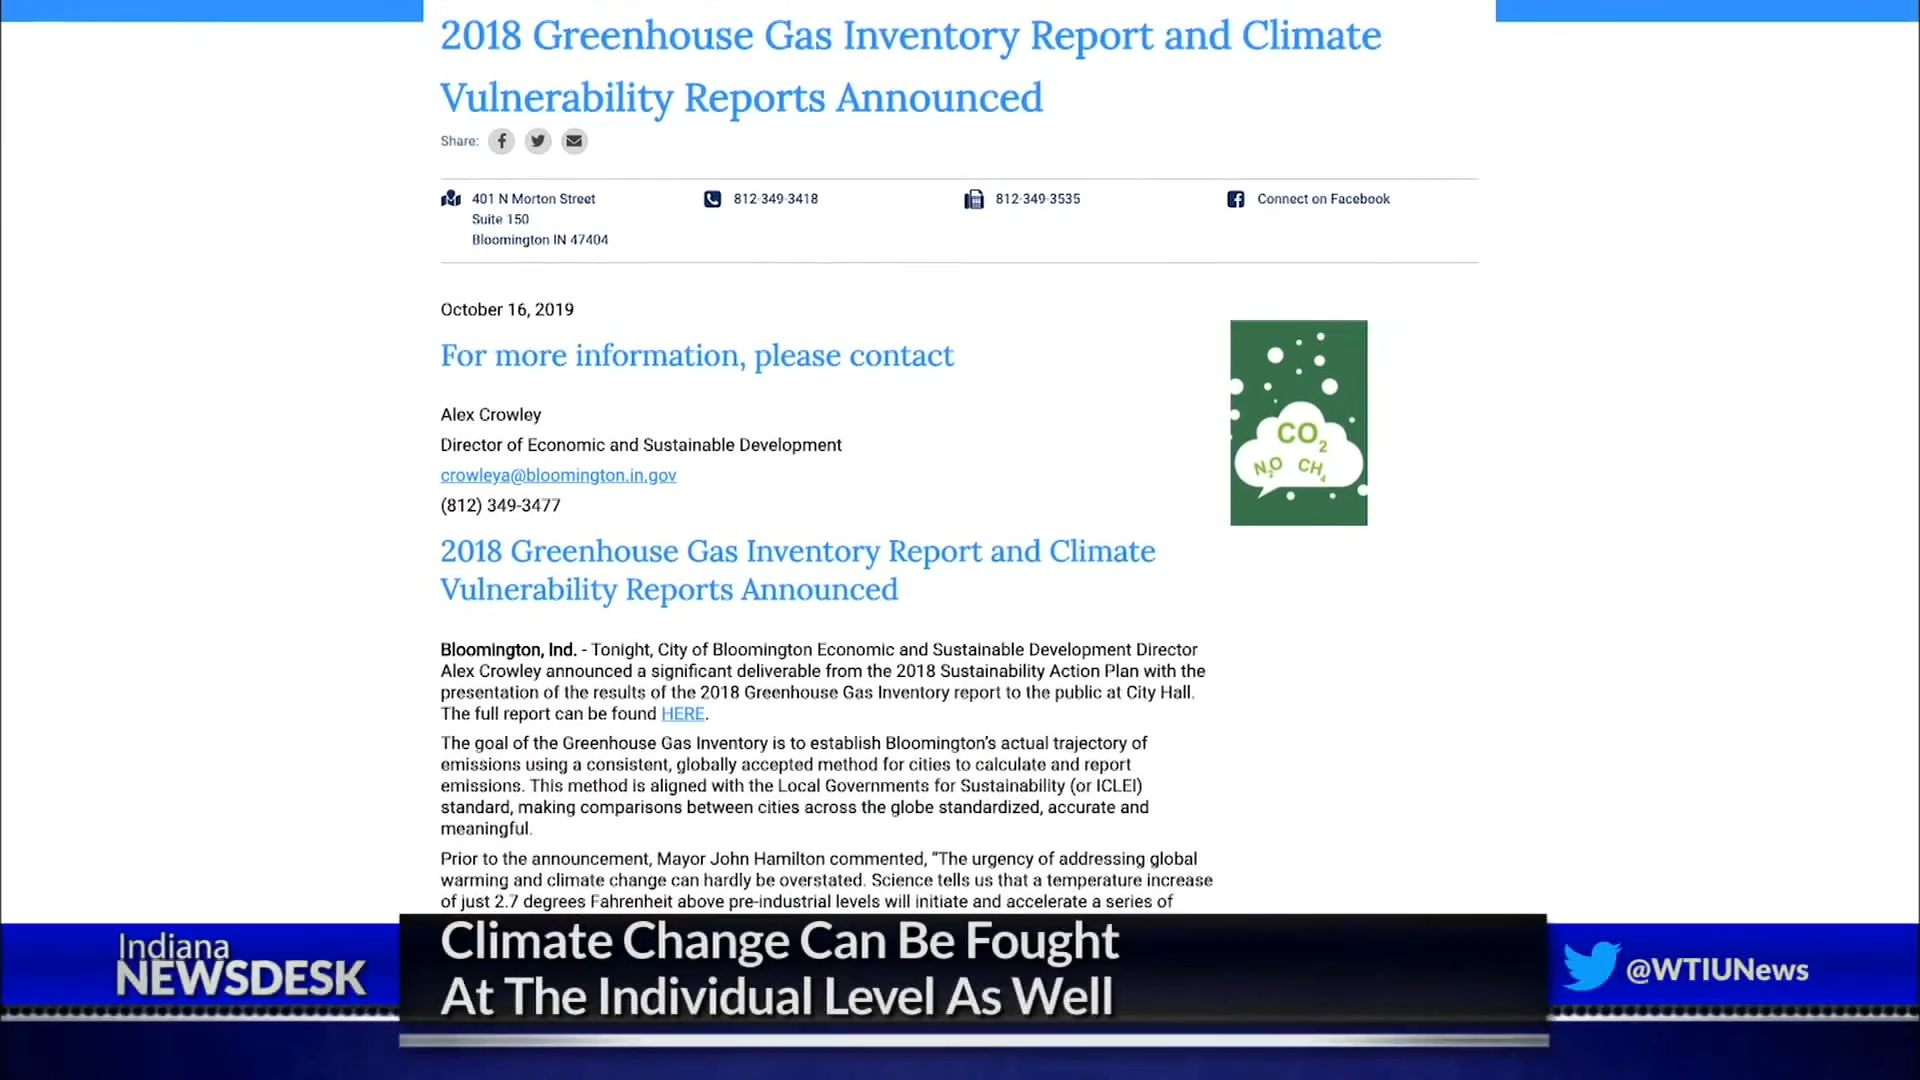 2018 Greenhouse Gas Inventory Report and Climate
Vulnerability Reports Announced
Share:
401 N Morton Street
Suite 150
Bloomington IN 47404
812-349-3418
812-349-3535
Connect on Facebook
October 16, 2019
For more information, please contact
Alex Crowley
Director of Economic and Sustainable Development
crowleya@bloomington.in.gov
(812) 349-3477
CO2
N2O CH4
2018 Greenhouse Gas Inventory Report and Climate
Vulnerability Reports Announced
Bloomington, Ind. - Tonight, City of Bloomington Economic and Sustainable Development Director
Alex Crowley announced a significant deliverable from the 2018 Sustainability Action Plan with the
presentation of the results of the 2018 Greenhouse Gas Inventory report to the public at City Hall.
The full report can be found HERE.
The goal of the Greenhouse Gas Inventory is to establish Bloomington's actual trajectory of
emissions using a consistent, globally accepted method for cities to calculate and report
emissions. This method is aligned with the Local Governments for Sustainability (or ICLEI)
standard, making comparisons between cities across the globe standardized, accurate and
meaningful.
Prior to the announcement, Mayor John Hamilton commented, “The urgency of addressing global
warming and climate change can hardly be overstated. Science tells us that a temperature increase
of just 2.7 degrees Fahrenheit above pre-industrial levels will initiate and accelerate a series of
Indiana
NEWSDESK
Climate Change Can Be Fought
At The Individual Level As Well
@WTIUNews